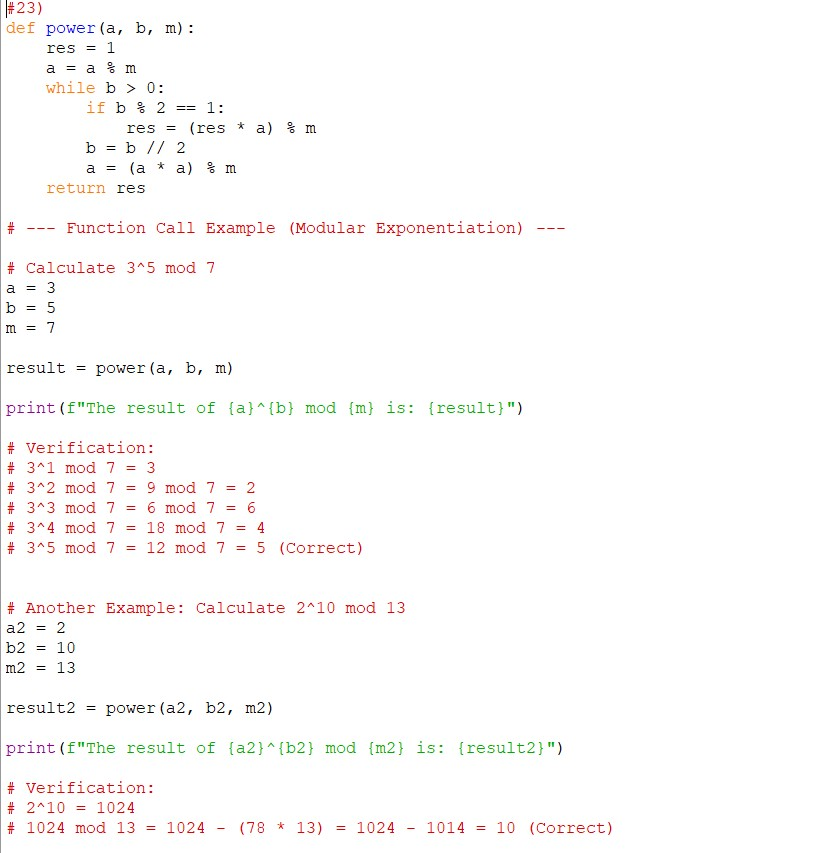 #23)
def power(a, b, m):
    res = 1
    a = a % m
    while b > 0:
        if b % 2 == 1:
            res = (res * a) % m
        b = b // 2
        a = (a * a) % m
    return res

# --- Function Call Example (Modular Exponentiation) ---

# Calculate 3^5 mod 7
a = 3
b = 5
m = 7

result = power(a, b, m)

print(f"The result of {a}^{b} mod {m} is: {result}")

# Verification:
# 3^1 mod 7 = 3
# 3^2 mod 7 = 9 mod 7 = 2
# 3^3 mod 7 = 6 mod 7 = 6
# 3^4 mod 7 = 18 mod 7 = 4
# 3^5 mod 7 = 12 mod 7 = 5 (Correct)


# Another Example: Calculate 2^10 mod 13
a2 = 2
b2 = 10
m2 = 13

result2 = power(a2, b2, m2)

print(f"The result of {a2}^{b2} mod {m2} is: {result2}")

# Verification:
# 2^10 = 1024
# 1024 mod 13 = 1024 - (78 * 13) = 1024 - 1014 = 10 (Correct)